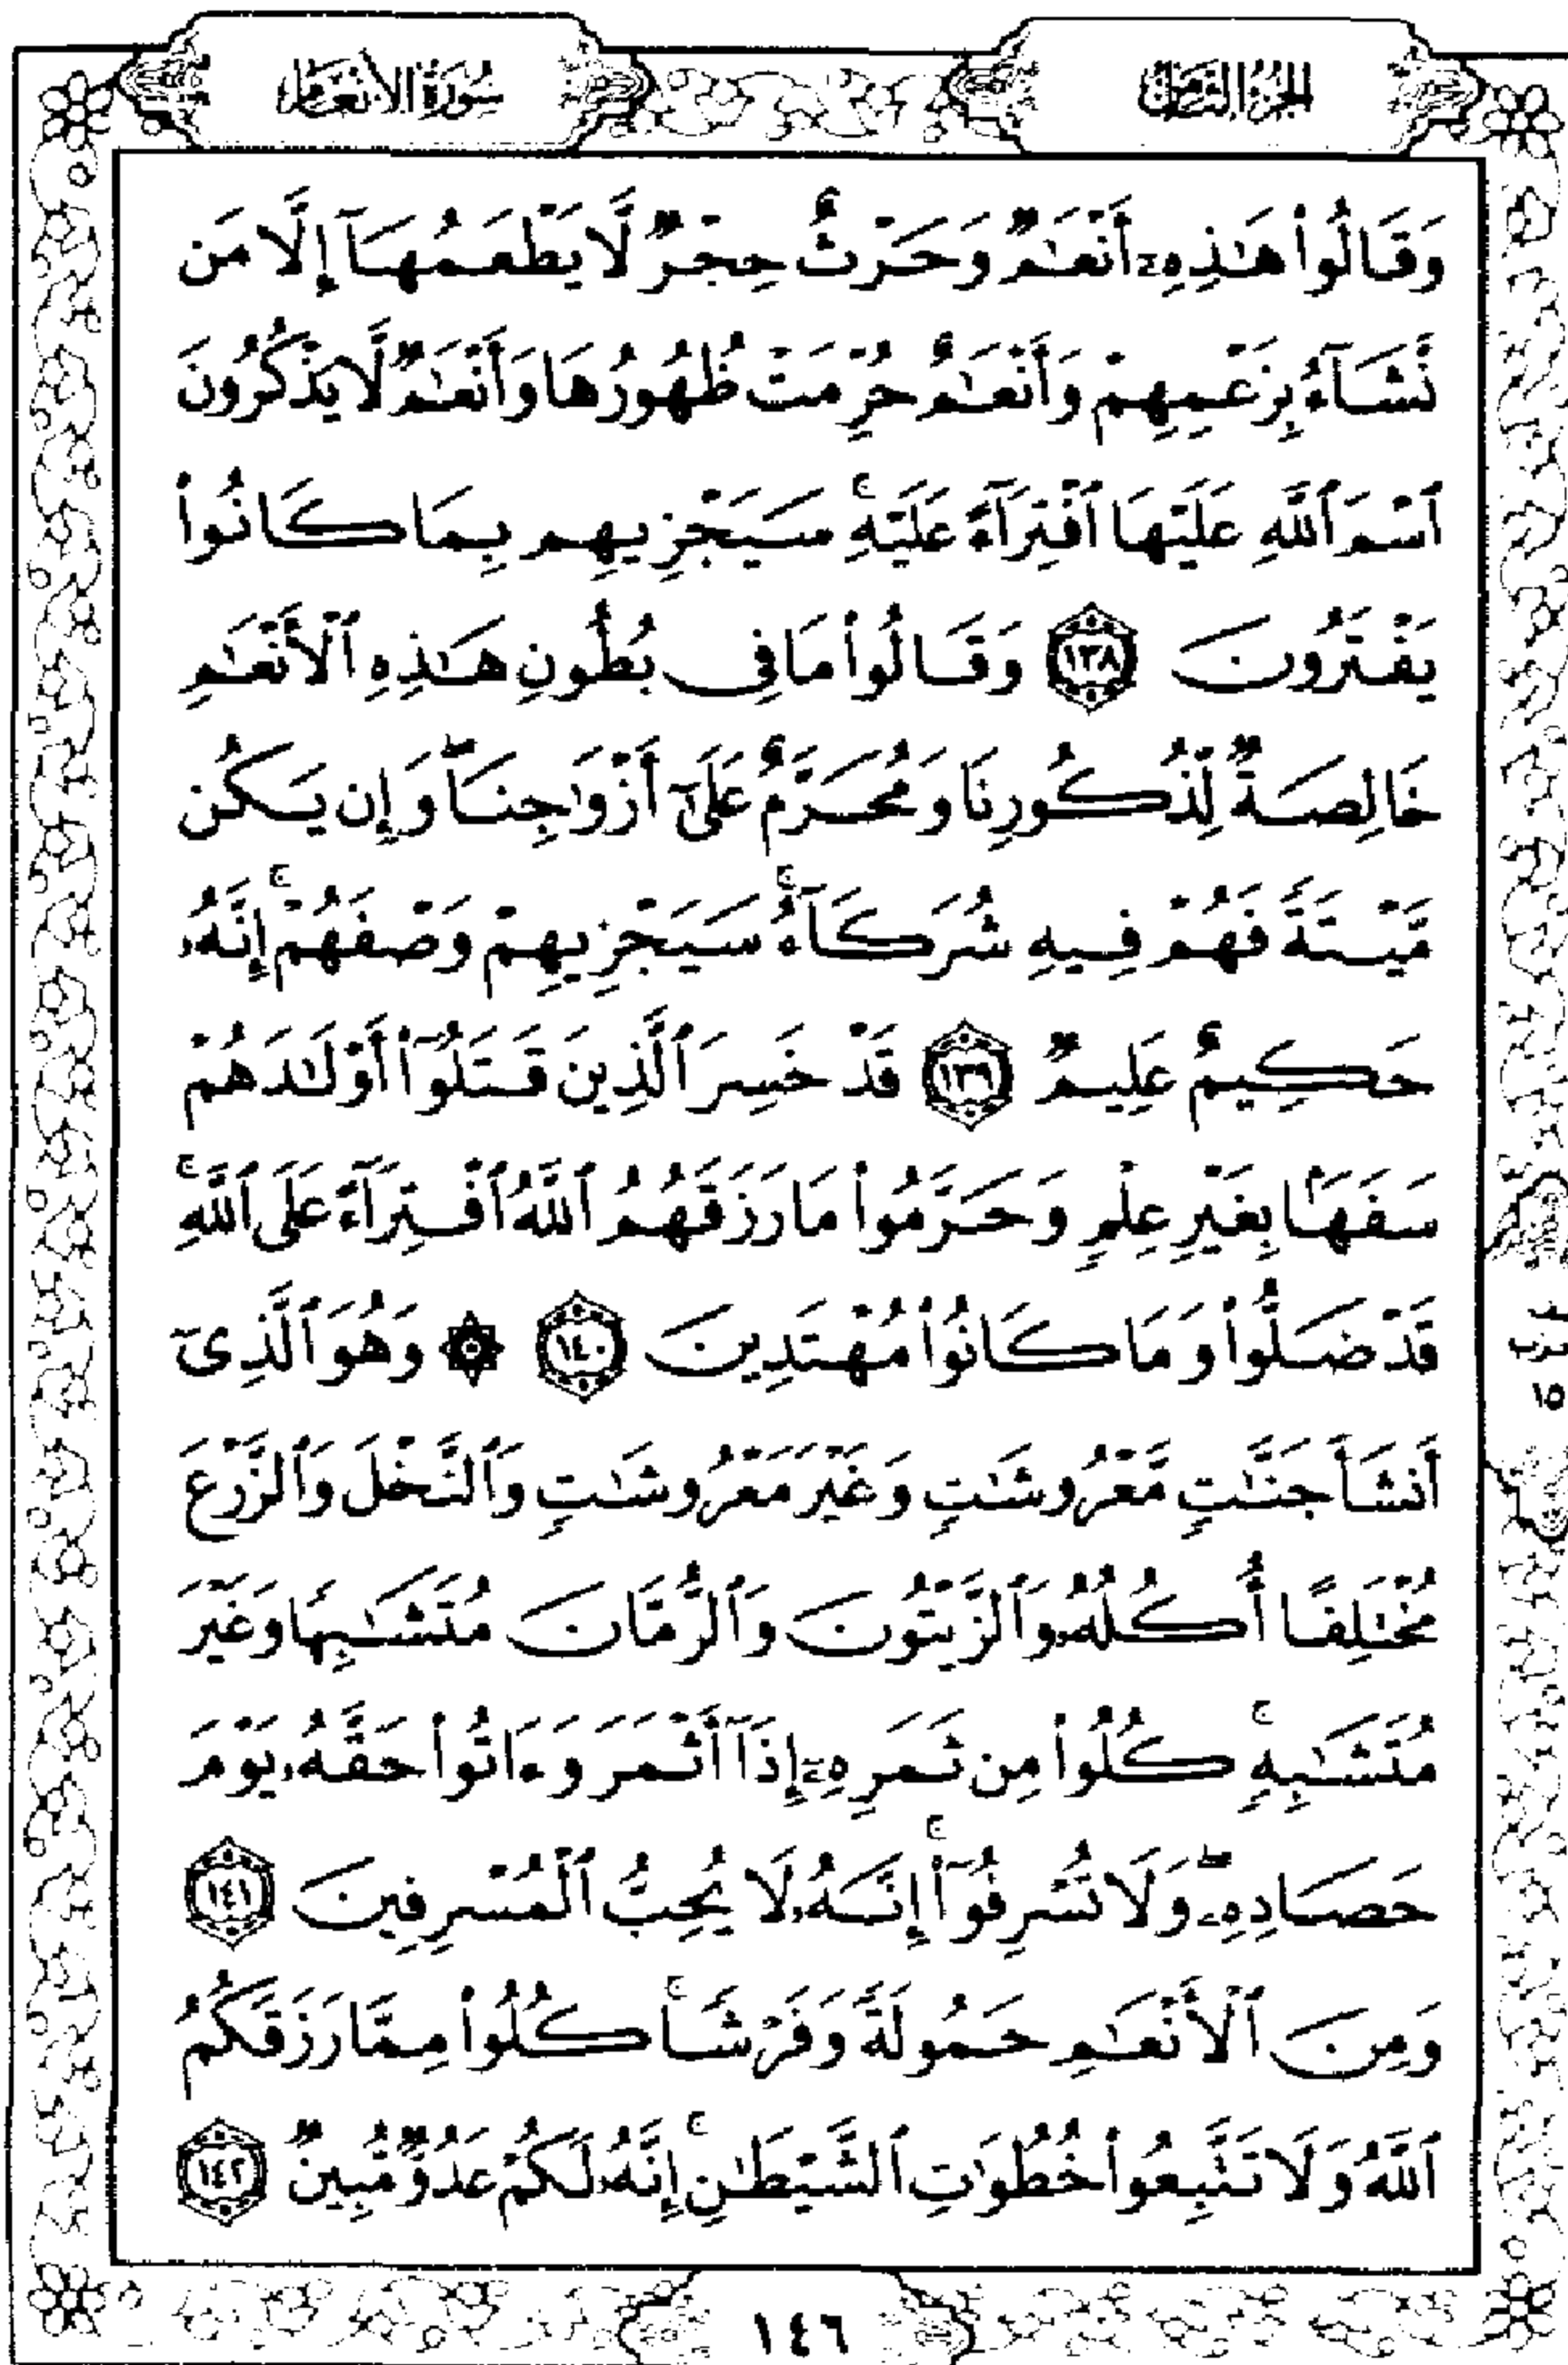 الجزء الثامن
سورة الأنعام
وَقَالُوا۟ هَـٰذِهِۦٓ أَنْعَـٰمٌ وَحَرْثٌ حِجْرٌ لَّا يَطْعَمُهَآ إِلَّا مَن
نَّشَآءُ بِزَعْمِهِمْ وَأَنْعَـٰمٌ حُرِّمَتْ ظُهُورُهَا وَأَنْعَـٰمٌ لَّا يَذْكُرُونَ
ٱسْمَ ٱللَّهِ عَلَيْهَا ٱفْتِرَآءً عَلَيْهِ ۚ سَيَجْزِيهِم بِمَا كَانُوا۟
يَفْتَرُونَ ١٣٨ وَقَالُوا۟ مَا فِى بُطُونِ هَـٰذِهِ ٱلْأَنْعَـٰمِ
خَالِصَةٌ لِّذُكُورِنَا وَمُحَرَّمٌ عَلَىٰٓ أَزْوَٰجِنَا ۖ وَإِن يَكُن
مَّيْتَةً فَهُمْ فِيهِ شُرَكَآءُ ۚ سَيَجْزِيهِمْ وَصْفَهُمْ ۚ إِنَّهُۥ
حَكِيمٌ عَلِيمٌ ١٣٩ قَدْ خَسِرَ ٱلَّذِينَ قَتَلُوٓا۟ أَوْلَـٰدَهُمْ
سَفَهًۢا بِغَيْرِ عِلْمٍ وَحَرَّمُوا۟ مَا رَزَقَهُمُ ٱللَّهُ ٱفْتِرَآءً عَلَى ٱللَّهِ ۚ
قَدْ ضَلُّوا۟ وَمَا كَانُوا۟ مُهْتَدِينَ ١٤٠ ۞ وَهُوَ ٱلَّذِىٓ
أَنشَأَ جَنَّـٰتٍ مَّعْرُوشَـٰتٍ وَغَيْرَ مَعْرُوشَـٰتٍ وَٱلنَّخْلَ وَٱلزَّرْعَ
مُخْتَلِفًا أُكُلُهُۥ وَٱلزَّيْتُونَ وَٱلرُّمَّانَ مُتَشَـٰبِهًا وَغَيْرَ
مُتَشَـٰبِهٍ ۚ كُلُوا۟ مِن ثَمَرِهِۦٓ إِذَآ أَثْمَرَ وَءَاتُوا۟ حَقَّهُۥ يَوْمَ
حَصَادِهِۦ ۖ وَلَا تُسْرِفُوٓا۟ ۚ إِنَّهُۥ لَا يُحِبُّ ٱلْمُسْرِفِينَ ١٤١
وَمِنَ ٱلْأَنْعَـٰمِ حَمُولَةً وَفَرْشًا ۚ كُلُوا۟ مِمَّا رَزَقَكُمُ
ٱللَّهُ وَلَا تَتَّبِعُوا۟ خُطُوَٰتِ ٱلشَّيْطَـٰنِ ۚ إِنَّهُۥ لَكُمْ عَدُوٌّ مُّبِينٌ ١٤٢
١٥
١٤٦